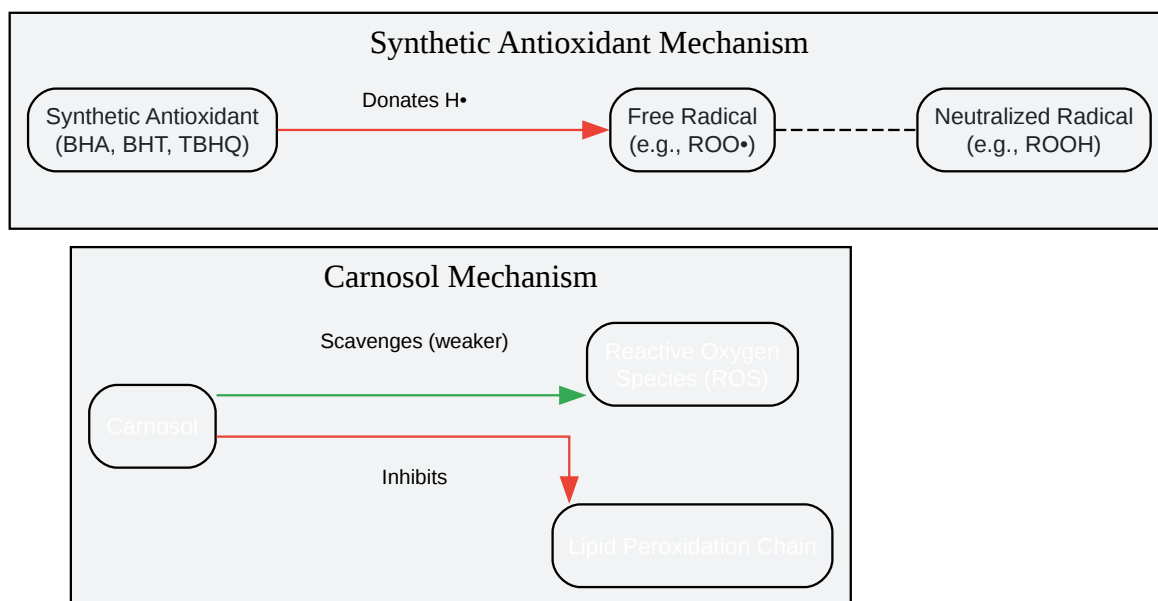 Synthetic Antioxidant Mechanism
Donates H•
Synthetic Antioxidant
(BHA, BHT, TBHQ)
Free Radical
(e.g., ROO•)
Neutralized Radical
(e.g., ROOH)
Carnosol Mechanism
Scavenges (weaker)
Reactive Oxygen
Species (ROS)
Carnosol
Inhibits
Lipid Peroxidation Chain